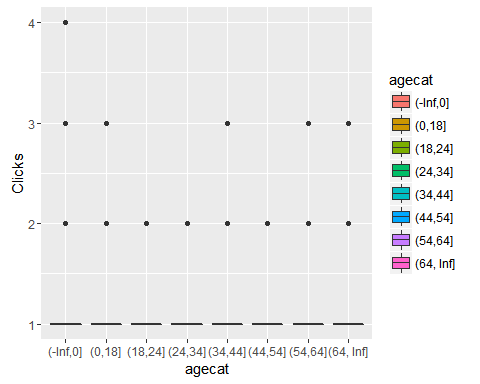 4
3
2
1
Clicks
(-Inf,0] (0,18] (18,24] (24,34] (34,44] (44,54] (54,64] (64, Inf]
agecat
agecat
(-Inf,0]
(0,18]
(18,24]
(24,34]
(34,44]
(44,54]
(54,64]
(64, Inf]